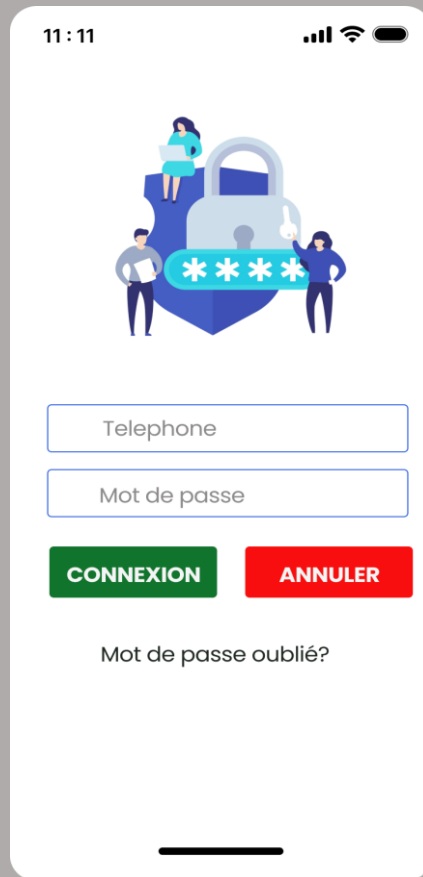 11 : 11
****
Telephone
Mot de passe
CONNEXION ANNULER
Mot de passe oublié?